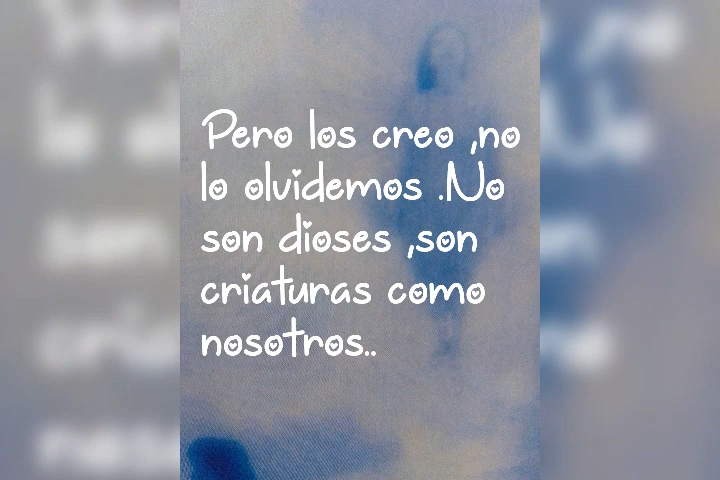 Pero los creo ,no
lo olvidemos .No
son dioses ,son
criaturas como
nosotros..